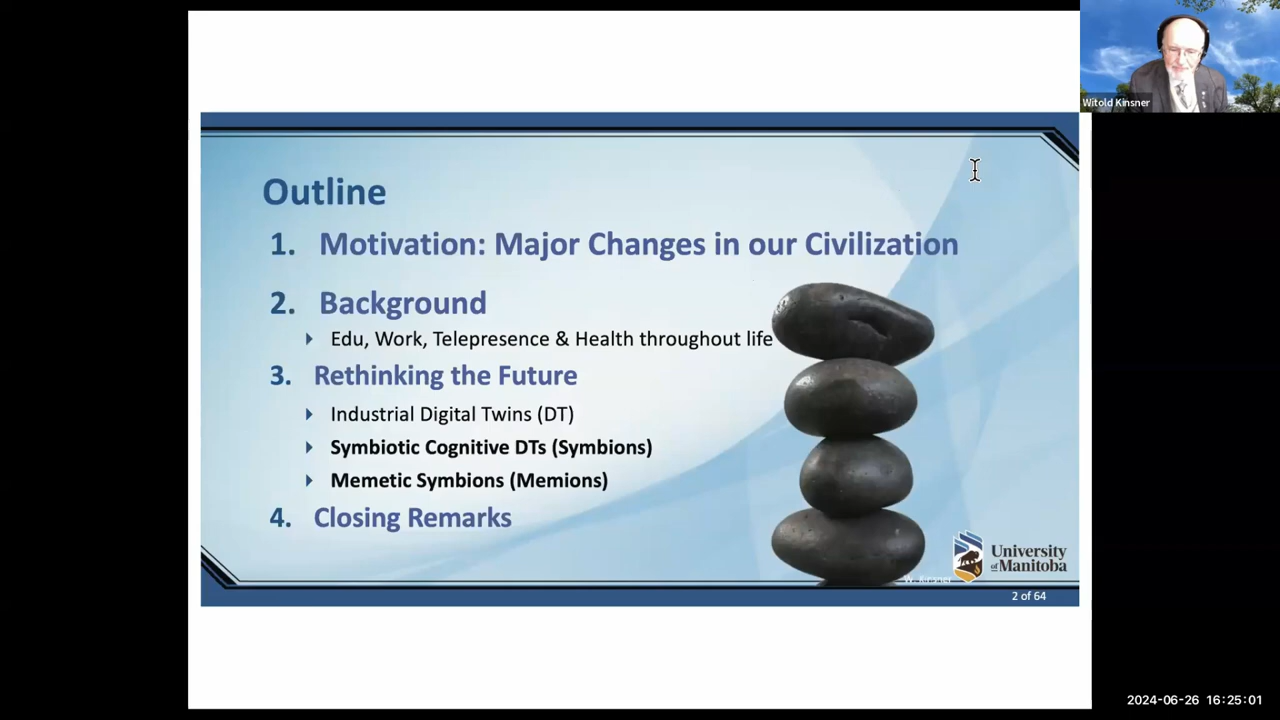 Witold Kinsner
Outline
1. Motivation: Major Changes in our Civilization
2. Background
Edu, Work, Telepresence & Health throughout life
3. Rethinking the Future
Industrial Digital Twins (DT)
Symbiotic Cognitive DTs (Symbions)
Memetic Symbions (Memions)
4. Closing Remarks
University
of Manitoba
W. Kinsner
2 of 64
2024-06-26 16:25:01